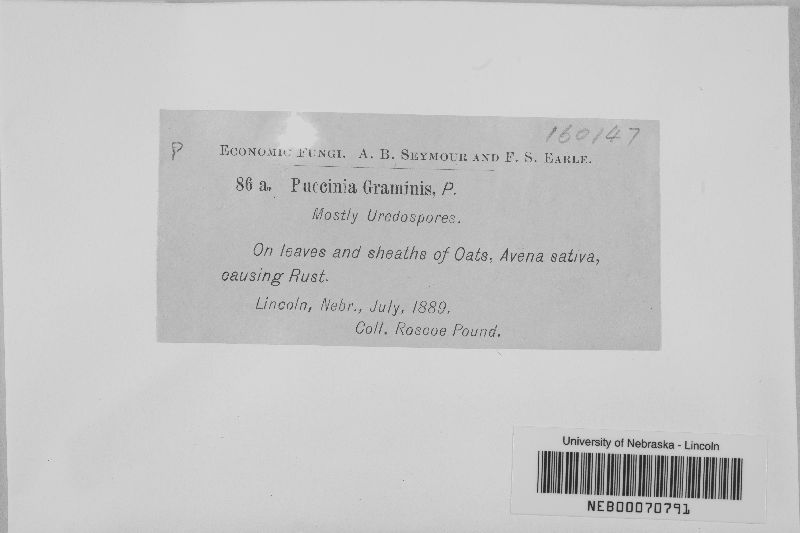 160147
P
ECONOMIC FUNGI. A. B. SEYMOUR AND F. S. EARLE.
86 a. Puccinia Graminis, P.
Mostly Uredospores.
On leaves and sheaths of Oats, Avena sativa,
causing Rust.
Lincoln, Nebr., July, 1889.
Coll. Roscoe Pound.
University of Nebraska - Lincoln
NEB00070791